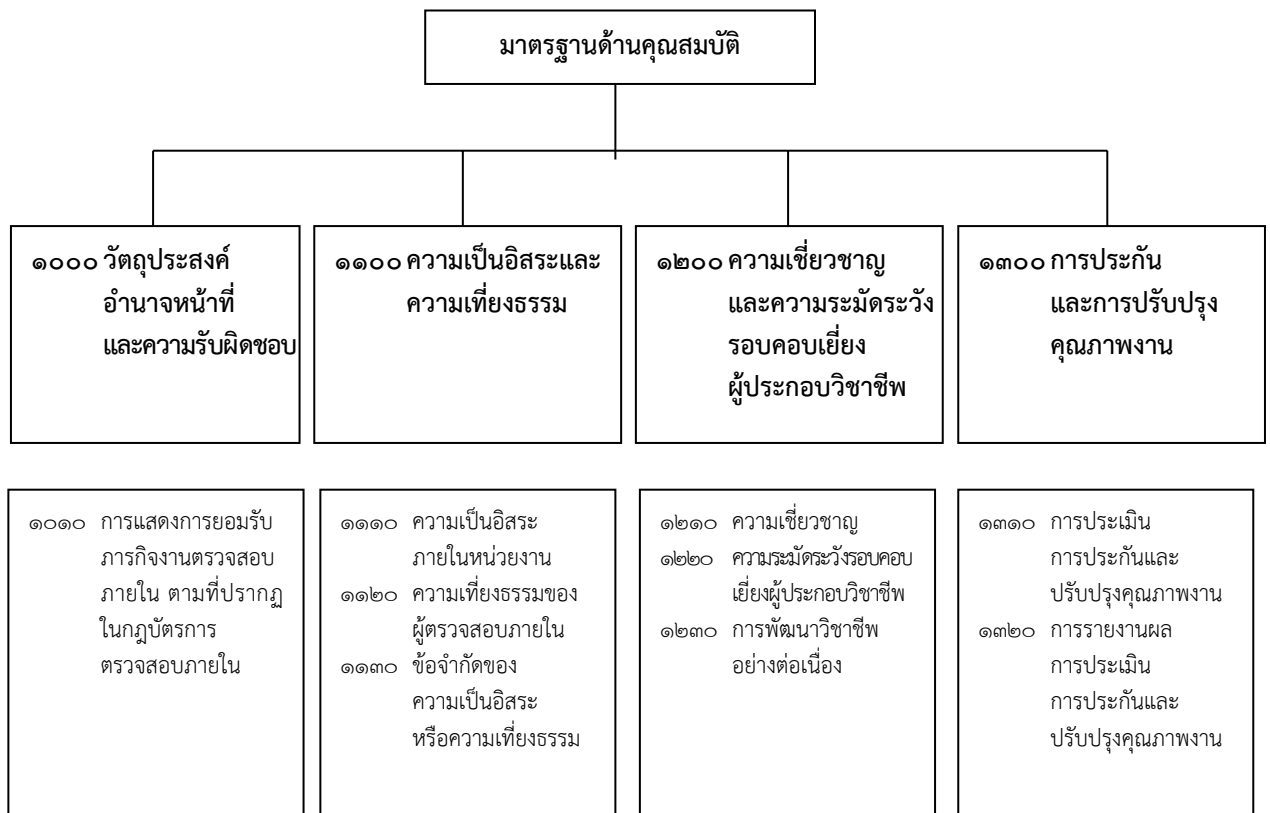 มาตรฐานด้านคุณสมบัติ
๑๐๐๐ วัตถุประสงค์
อำนาจหน้าที่
และความรับผิดชอบ
๑๑๐๐ ความเป็นอิสระและ
ความเที่ยงธรรม
๑๒๐๐ ความเชี่ยวชาญ
และความระมัดระวัง
รอบคอบเยี่ยง
ผู้ประกอบวิชาชีพ
๑๓๐๐ การประกัน
และการปรับปรุง
คุณภาพงาน
๑๐๑๐ การแสดงการยอมรับ
ภารกิจงานตรวจสอบ
ภายใน ตามที่ปรากฏ
ในกฎบัตรการ
ตรวจสอบภายใน
๑๑๑๐ ความเป็นอิสระ
ภายในหน่วยงาน
๑๑๒๐ ความเที่ยงธรรมของ
ผู้ตรวจสอบภายใน
๑๑๓๐ ข้อจำกัดของ
ความเป็นอิสระ
หรือความเที่ยงธรรม
๑๒๑๐ ความเชี่ยวชาญ
๑๒๒๐ ความระมัดระวังรอบคอบ
เยี่ยงผู้ประกอบวิชาชีพ
๑๒๓๐ การพัฒนาวิชาชีพ
อย่างต่อเนื่อง
๑๓๑๐ การประเมิน
การประกันและ
ปรับปรุงคุณภาพงาน
๑๓๒๐ การรายงานผล
การประเมิน
การประกันและ
ปรับปรุงคุณภาพงาน